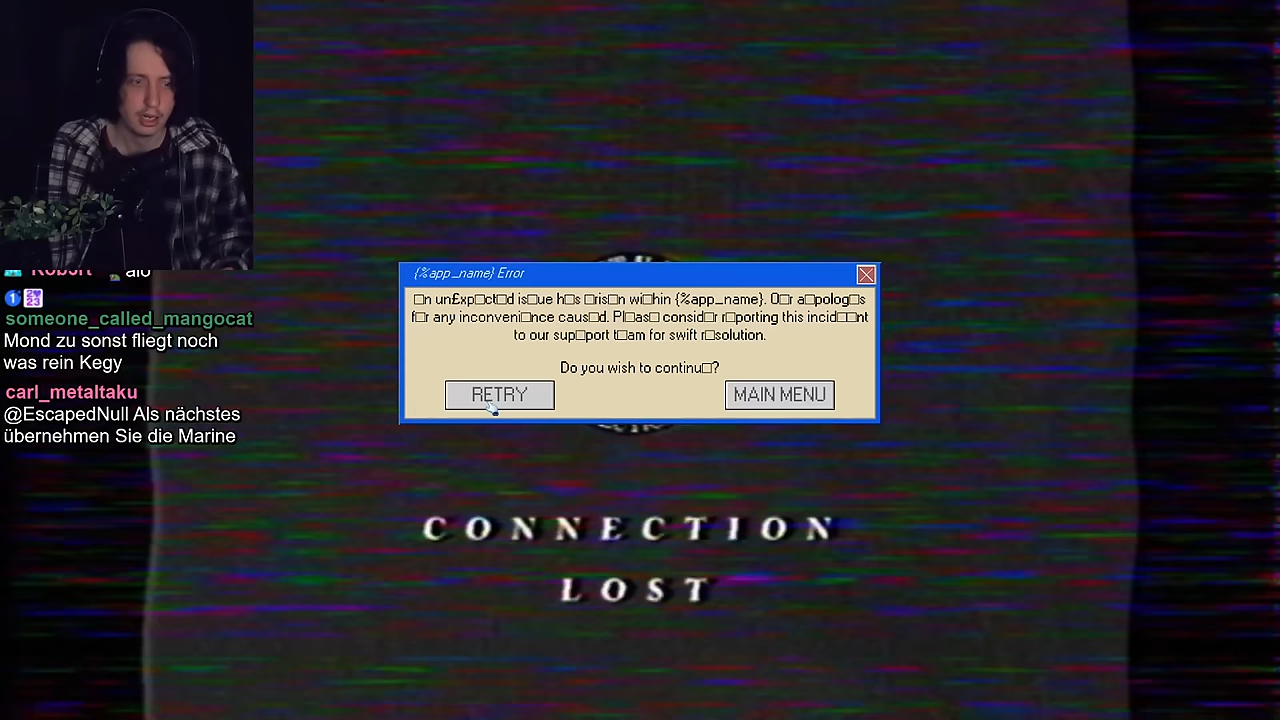 alo
someone_called_mangocat
Mond zu sonst fliegt noch
was rein Kegy
carl_metaltaku
@EscapedNull Als nächstes
übernehmen Sie die Marine
{%app_name} Error
□n un£xp□ct□d is□ue h□s □ris□n wi□hin {%app_name}. O□r a□polog□s
f□r any inconveni□nce caus□d. Pl□as□ consid□r r□porting this incid□□nt
to our sup□port t□am for swift r□solution.
Do you wish to continu□?
RETRY
MAIN MENU
CONNECTION
LOST